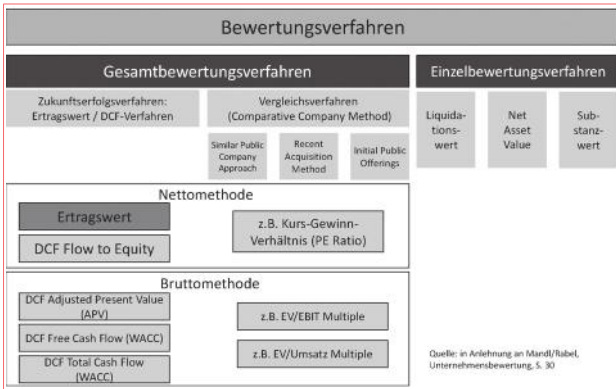 Bewertungsverfahren
Gesamtbewertungsverfahren
Einzelbewertungsverfahren
Zukunftserfolgsverfahren:
Ertragswert / DCF-Verfahren
Vergleichsverfahren
(Comparative Company Method)
Liquida-
tions-
wert
Net
Asset
Value
Sub-
stanz-
wert
Similar Public
Company
Approach
Recent
Acquisition
Method
Initial Public
Offerings
Nettomethode
Ertragswert
DCF Flow to Equity
z.B. Kurs-Gewinn-
Verhältnis (PE Ratio)
Bruttomethode
DCF Adjusted Present Value
(APV)
DCF Free Cash Flow (WACC)
DCF Total Cash Flow
(WACC)
z.B. EV/EBIT Multiple
z.B. EV/Umsatz Multiple
Quelle: in Anlehnung an Mandl/Rabel,
Unternehmensbewertung, S. 30